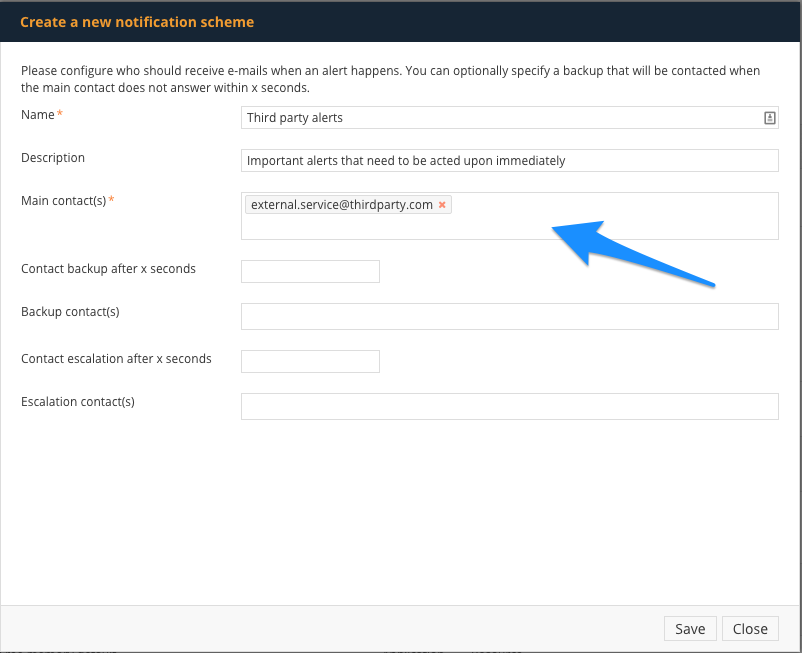 Create a new notification scheme
Please configure who should receive e-mails when an alert happens. You can optionally specify a backup that will be contacted when
the main contact does not answer within x seconds.
Name*
Third party alerts
Description
Important alerts that need to be acted upon immediately
Main contact(s)*
external.service@thirdparty.com ×
Contact backup after x seconds
Backup contact(s)
Contact escalation after x seconds
Escalation contact(s)
Save Close